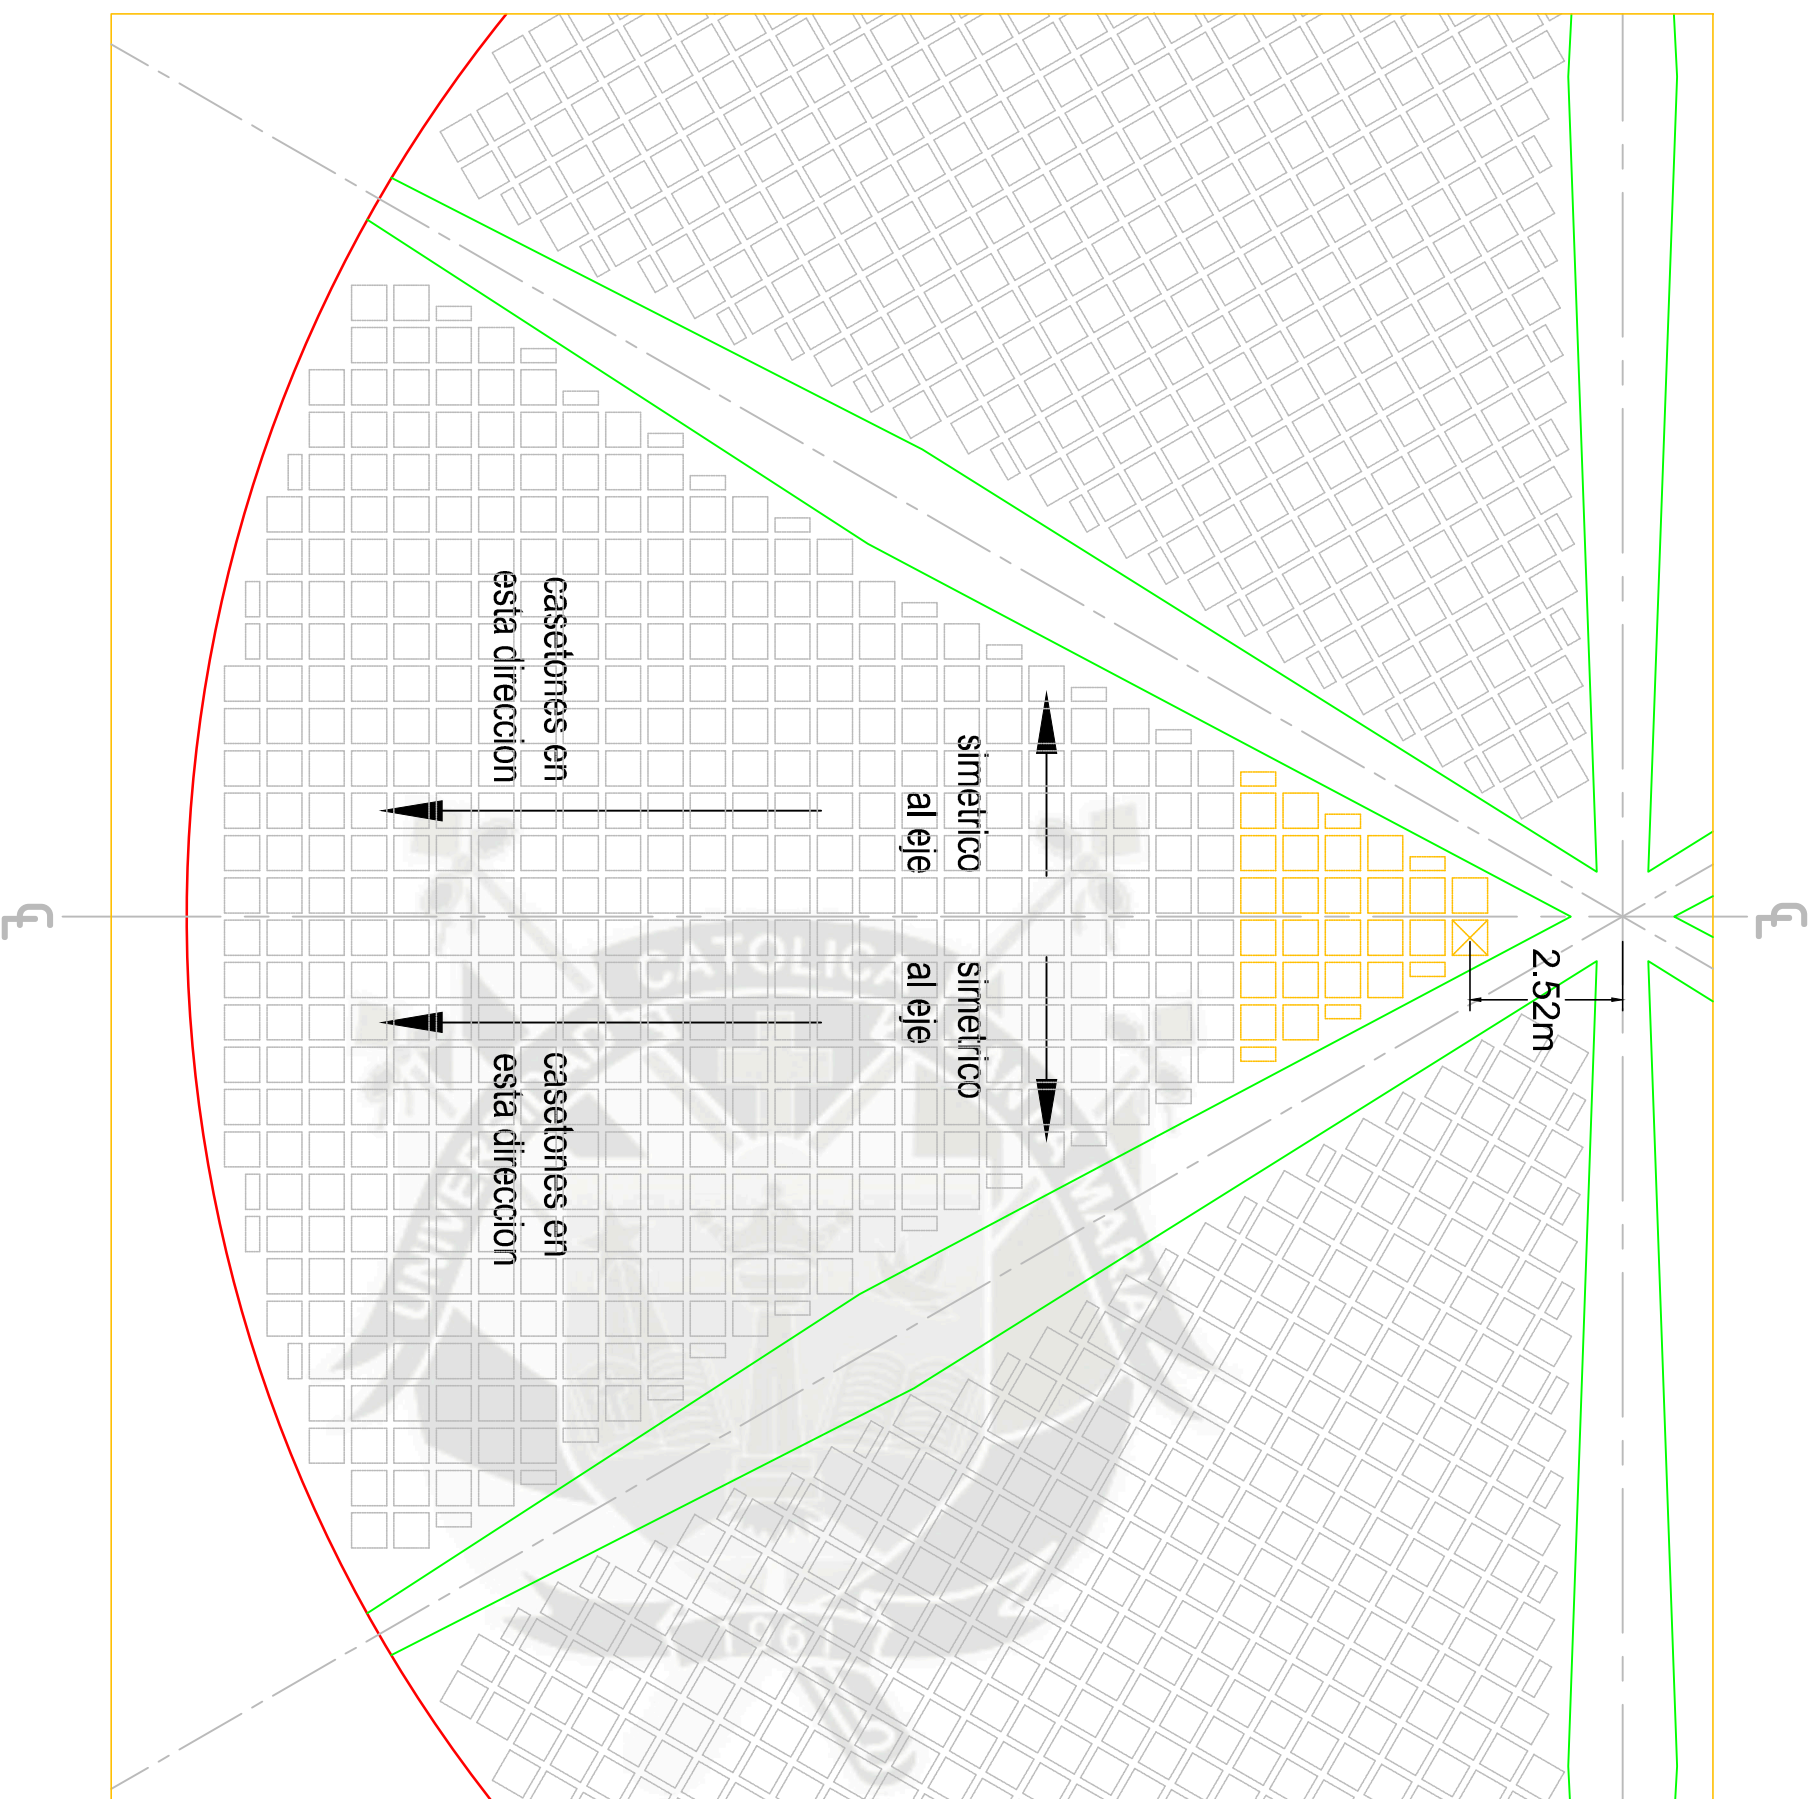 casetones en
esta direccion
simetrico
al eje
simetrico
al eje
casetones en
esta direccion
2.52m
CATOLICA